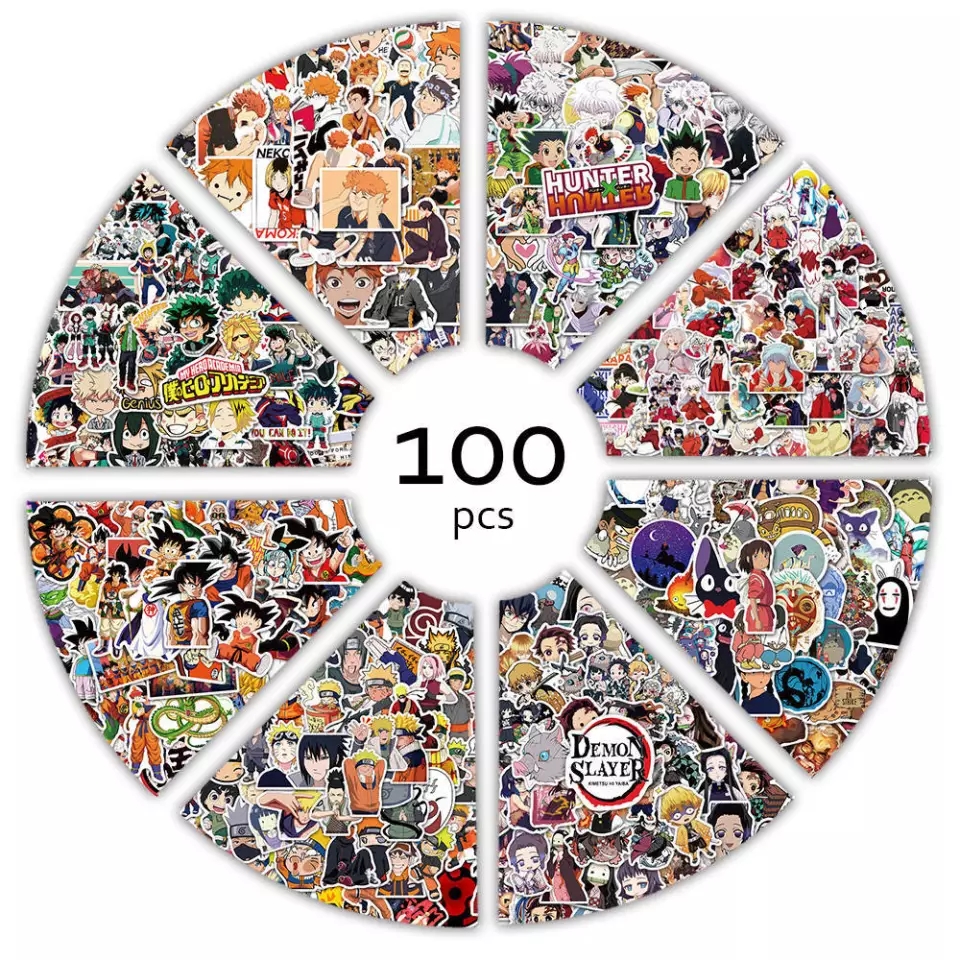 NEKO
KOMA
HUNTER
×
HUNTER
MY HERO ACADEMIA
僕のヒーローアカデミア
Genius
YOU CAN DO IT!
100
pcs
DEMON
SLAYER
KIMETSU NO YAIBA